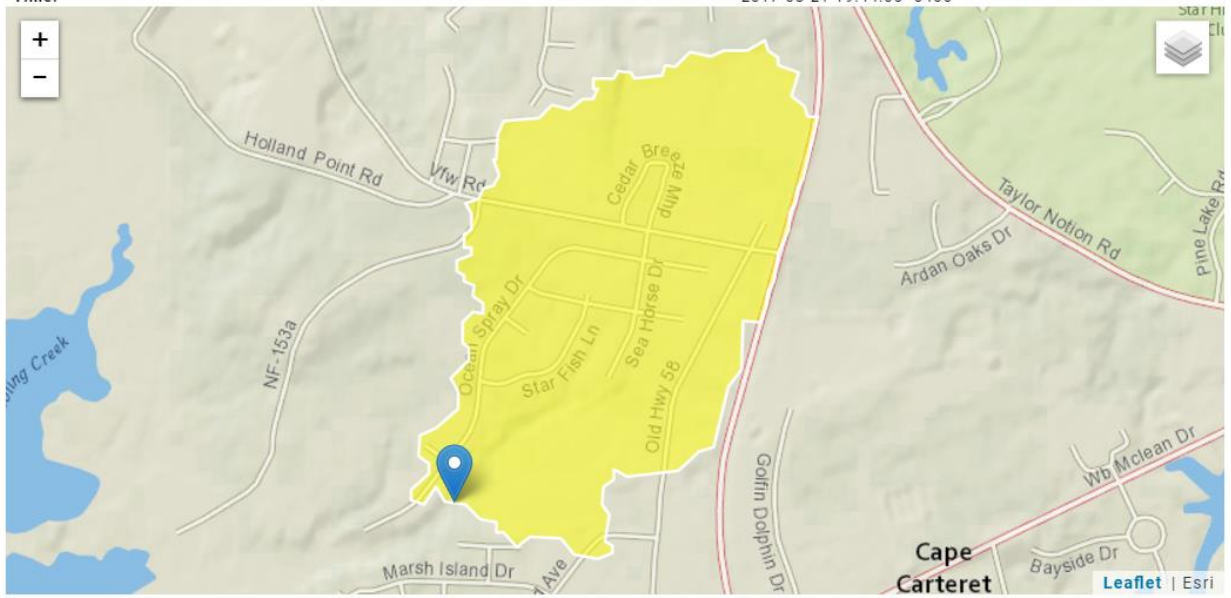 +
−
Holland Point Rd
Vfw Rd
Cedar Breeze Mhp
Taylor Notion Rd
Pine Lake Rd
Ardan Oaks Dr
Ocean Spray Dr
Sea Horse Dr
NF-153a
Star Fish Ln
Old Hwy 58
Creek
Golfin Dolphin Dr
Wb Mclean Dr
Cape
Carteret
Bayside Dr
Marsh Island Dr
Ave
Leaflet | Esri